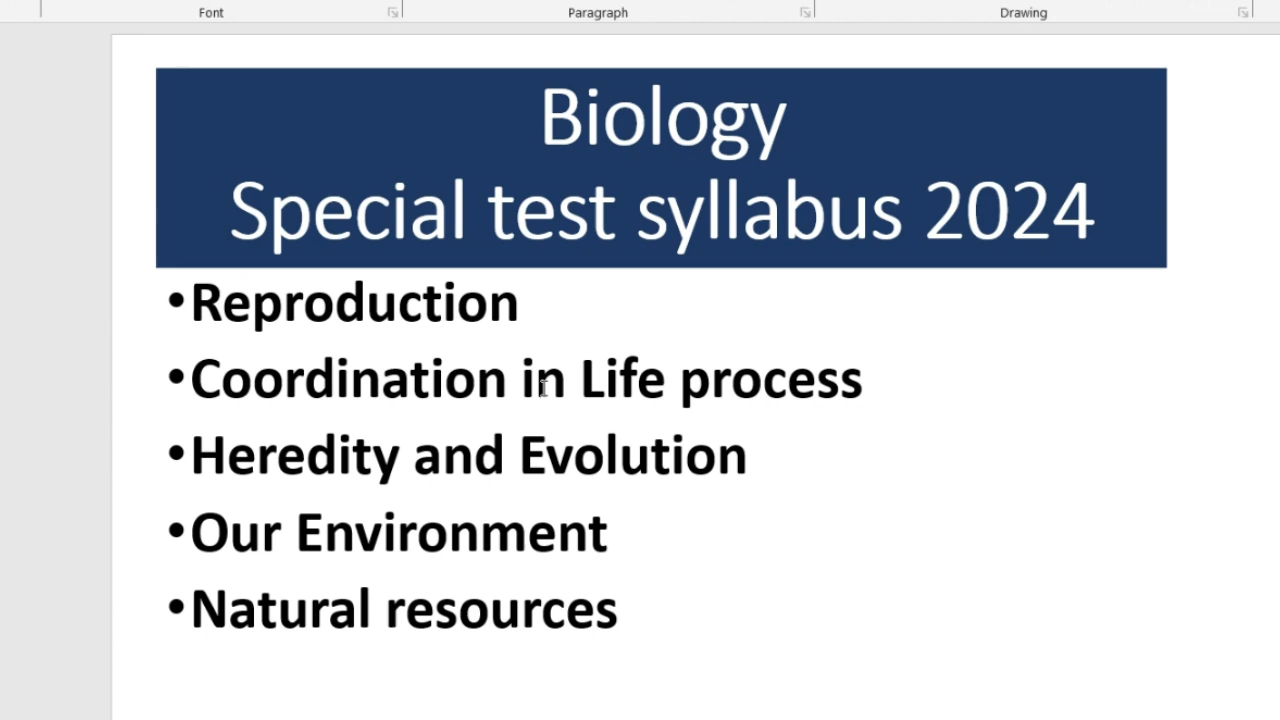 Font
Paragraph
Drawing
Biology
Special test syllabus 2024
•Reproduction
•Coordination in Life process
•Heredity and Evolution
•Our Environment
•Natural resources